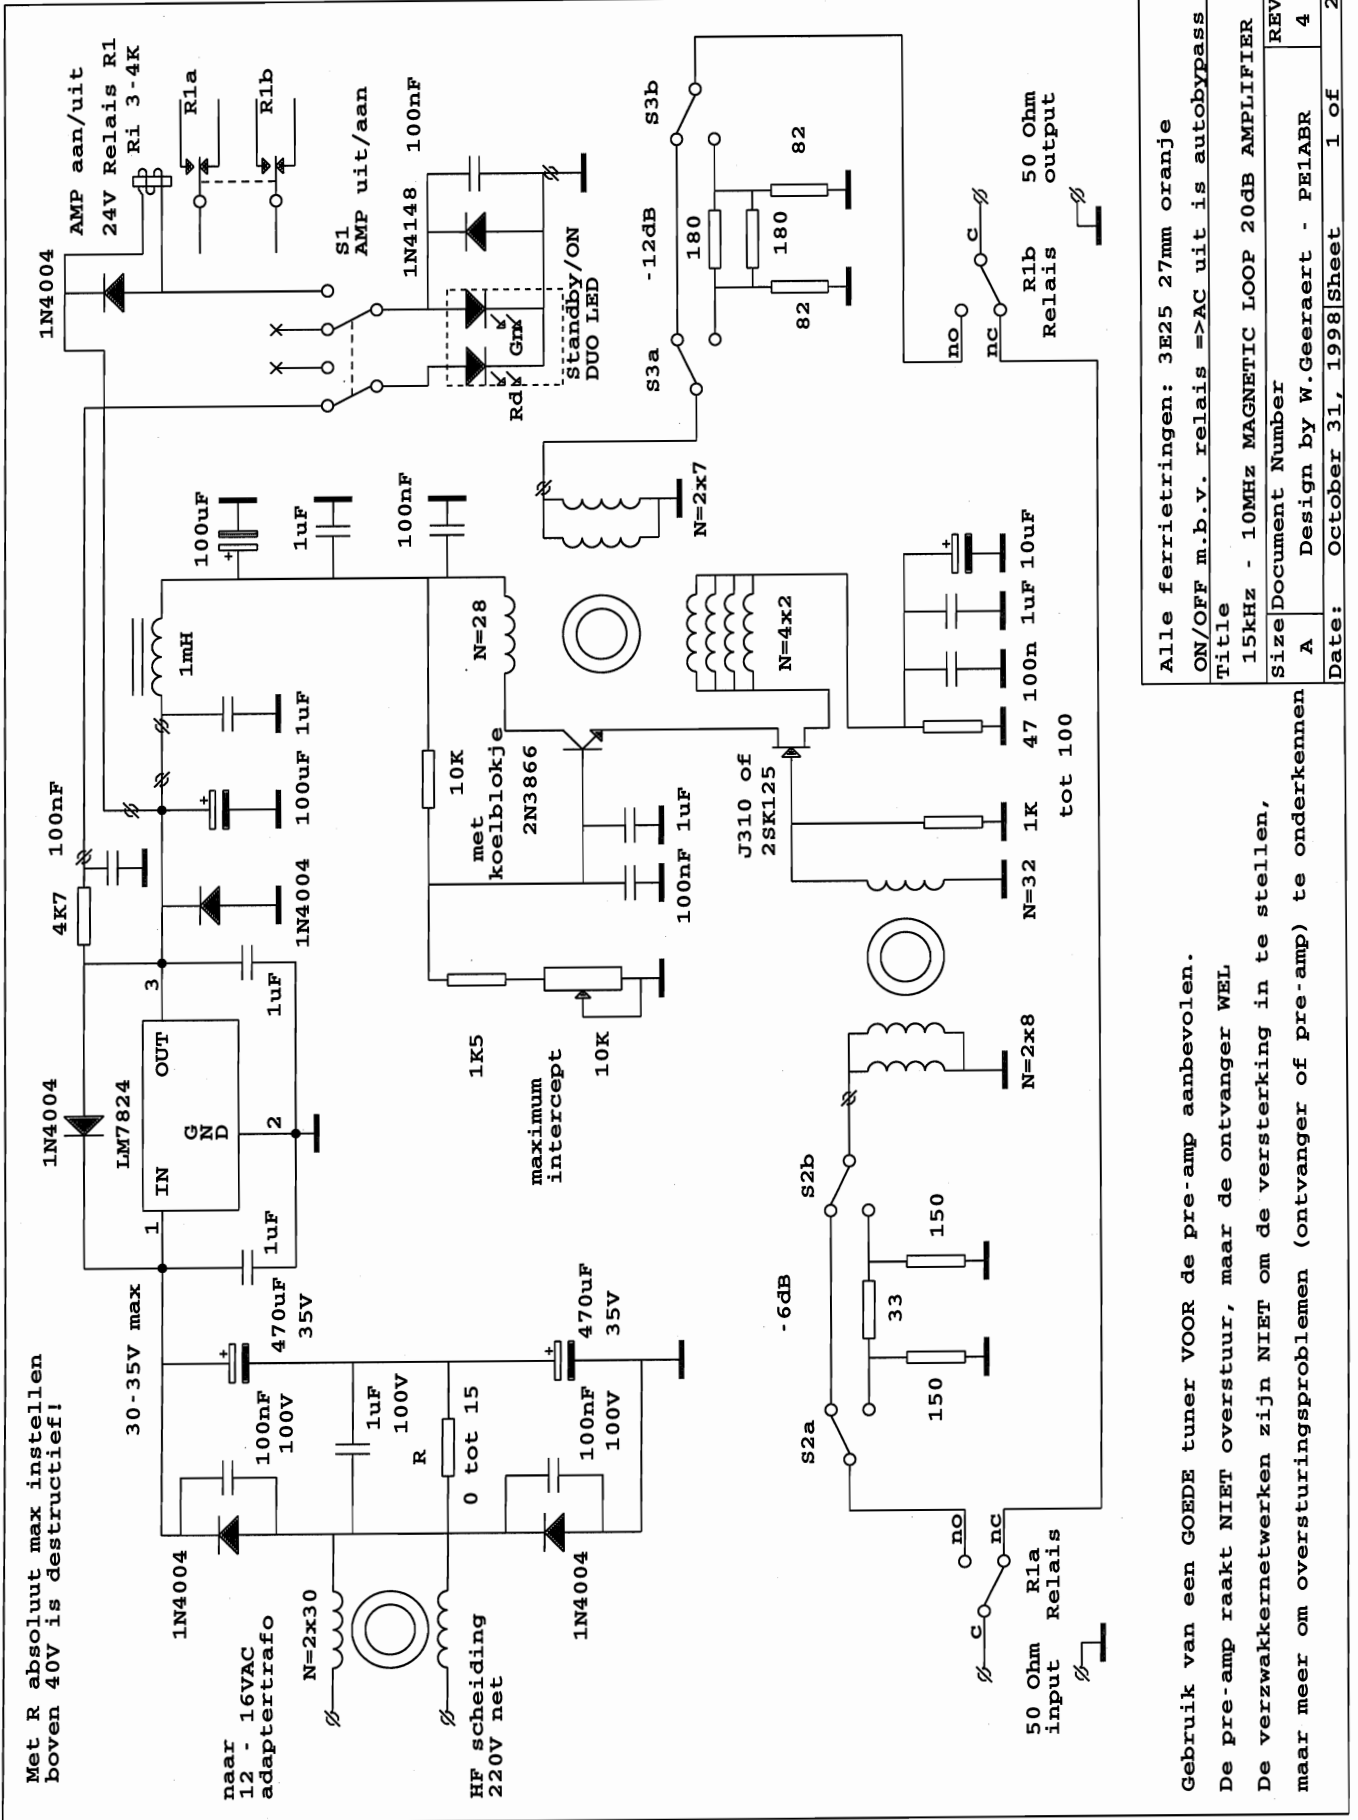 Met R absoluut max instellen
boven 40V is destructief!
naar
12 - 16VAC
adaptertrafo
N=2x30
HF scheiding
220V net
1N4004
100nF
100V
1uF
100V
R
0 tot 15
1N4004
100nF
100V
30-35V max
470uF
35V
470uF
35V
1N4004
LM7824
1
IN
OUT
3
GND
2
1uF
1uF
4K7
100nF
1N4004
100uF
1uF
1mH
100uF
1uF
100nF
1N4004
AMP aan/uit
24V Relais R1
Ri 3-4K
R1a
R1b
S1
AMP uit/aan
1N4148
100nF
Rd
Gn
Standby/ON
DUO LED
maximum
intercept
1K5
10K
10K
met
koelblokje
2N3866
100nF
1uF
N=28
N=2x7
N=4x2
J310 of
2SK125
N=32
1K
47
tot 100
100n
1uF
10uF
N=2x8
S2a
-6dB
S2b
150
33
150
S3a
-12dB
S3b
180
180
82
82
50 Ohm
input
c
no
nc
R1a
Relais
no
nc
c
R1b
Relais
50 Ohm
output
Gebruik van een GOEDE tuner VOOR de pre-amp aanbevolen.
De pre-amp raakt NIET overstuur, maar de ontvanger WEL
De verzwakkernetwerken zijn NIET om de versterking in te stellen,
maar meer om oversturingsproblemen (ontvanger of pre-amp) te onderkennen
Alle ferrietringen: 3E25 27mm oranje
ON/OFF m.b.v. relais =>AC uit is autobypass
Title
15kHz - 10MHz MAGNETIC LOOP 20dB AMPLIFIER
Size Document Number REV
A Design by W.Geeraert - PE1ABR 4
Date: October 31, 1998 Sheet 1 of 2